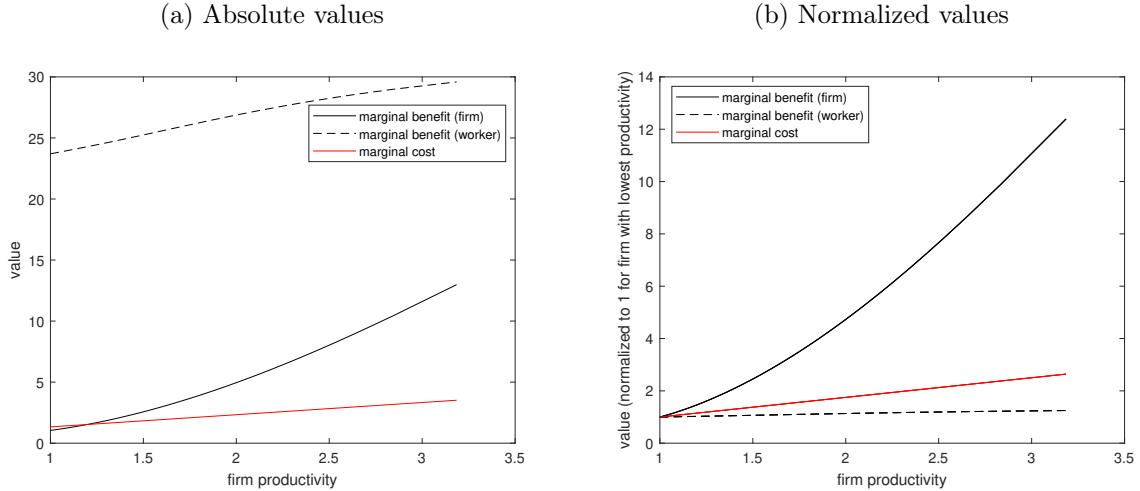 (a) Absolute values
30
25
20
15
10
5
0
value
marginal benefit (firm)
marginal benefit (worker)
marginal cost
1
1.5
2
2.5
3
3.5
firm productivity
(b) Normalized values
14
12
10
8
6
4
2
0
value (normalized to 1 for firm with lowest productivity)
marginal benefit (firm)
marginal benefit (worker)
marginal cost
1
1.5
2
2.5
3
3.5
firm productivity